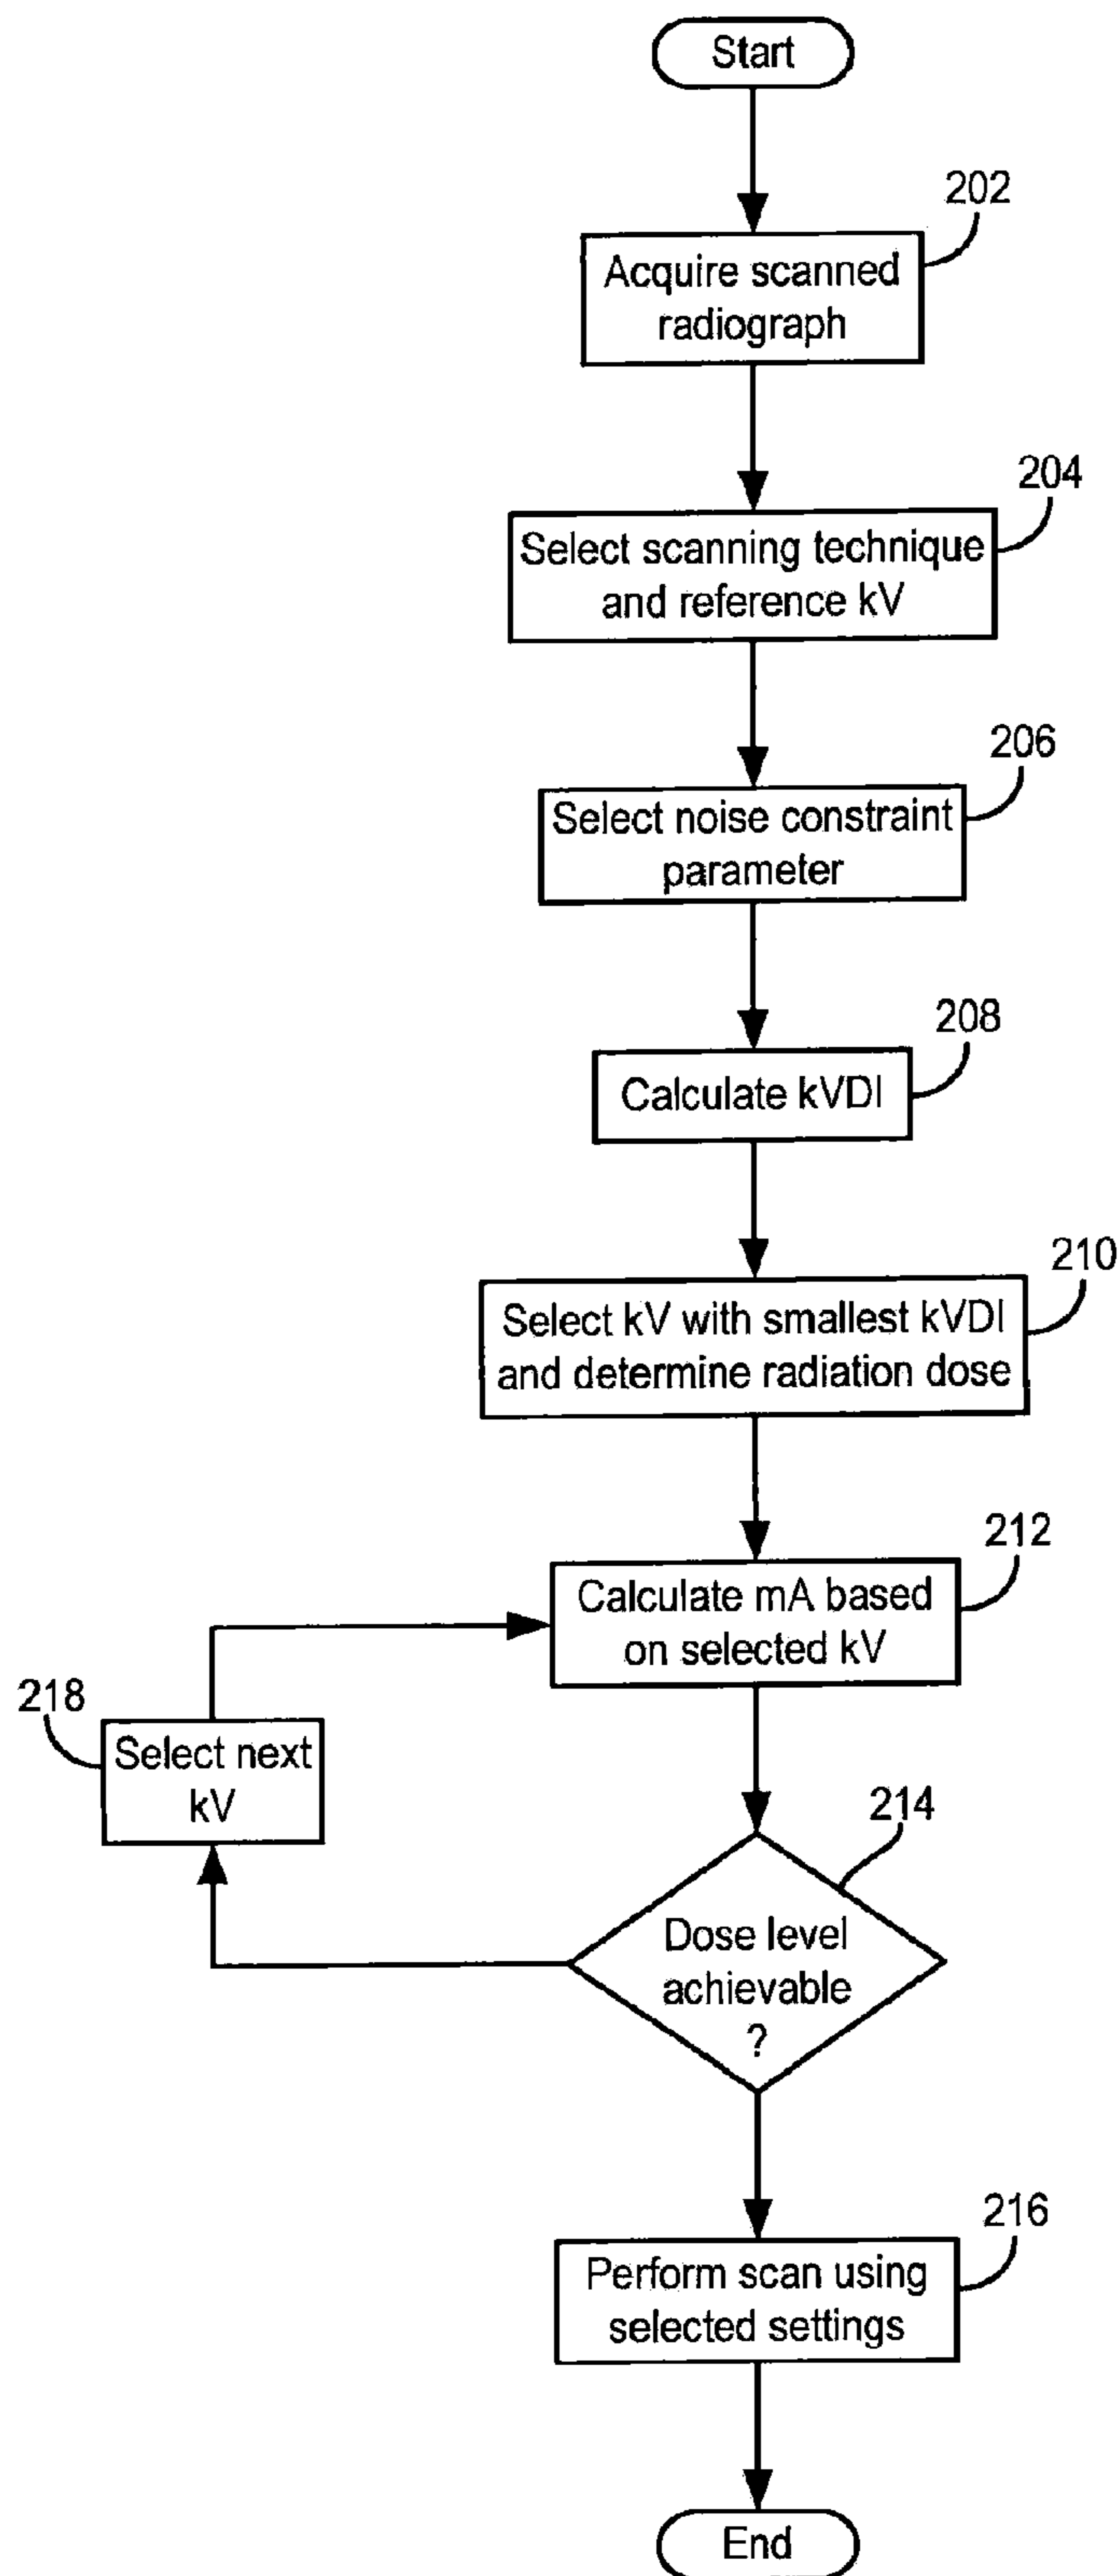 Start
202
Acquire scanned
radiograph
204
Select scanning technique
and reference kV
206
Select noise constraint
parameter
208
Calculate kVDI
210
Select kV with smallest kVDI
and determine radiation dose
212
Calculate mA based
on selected kV
218
Select next
kV
214
Dose level
achievable
?
216
Perform scan using
selected settings
End